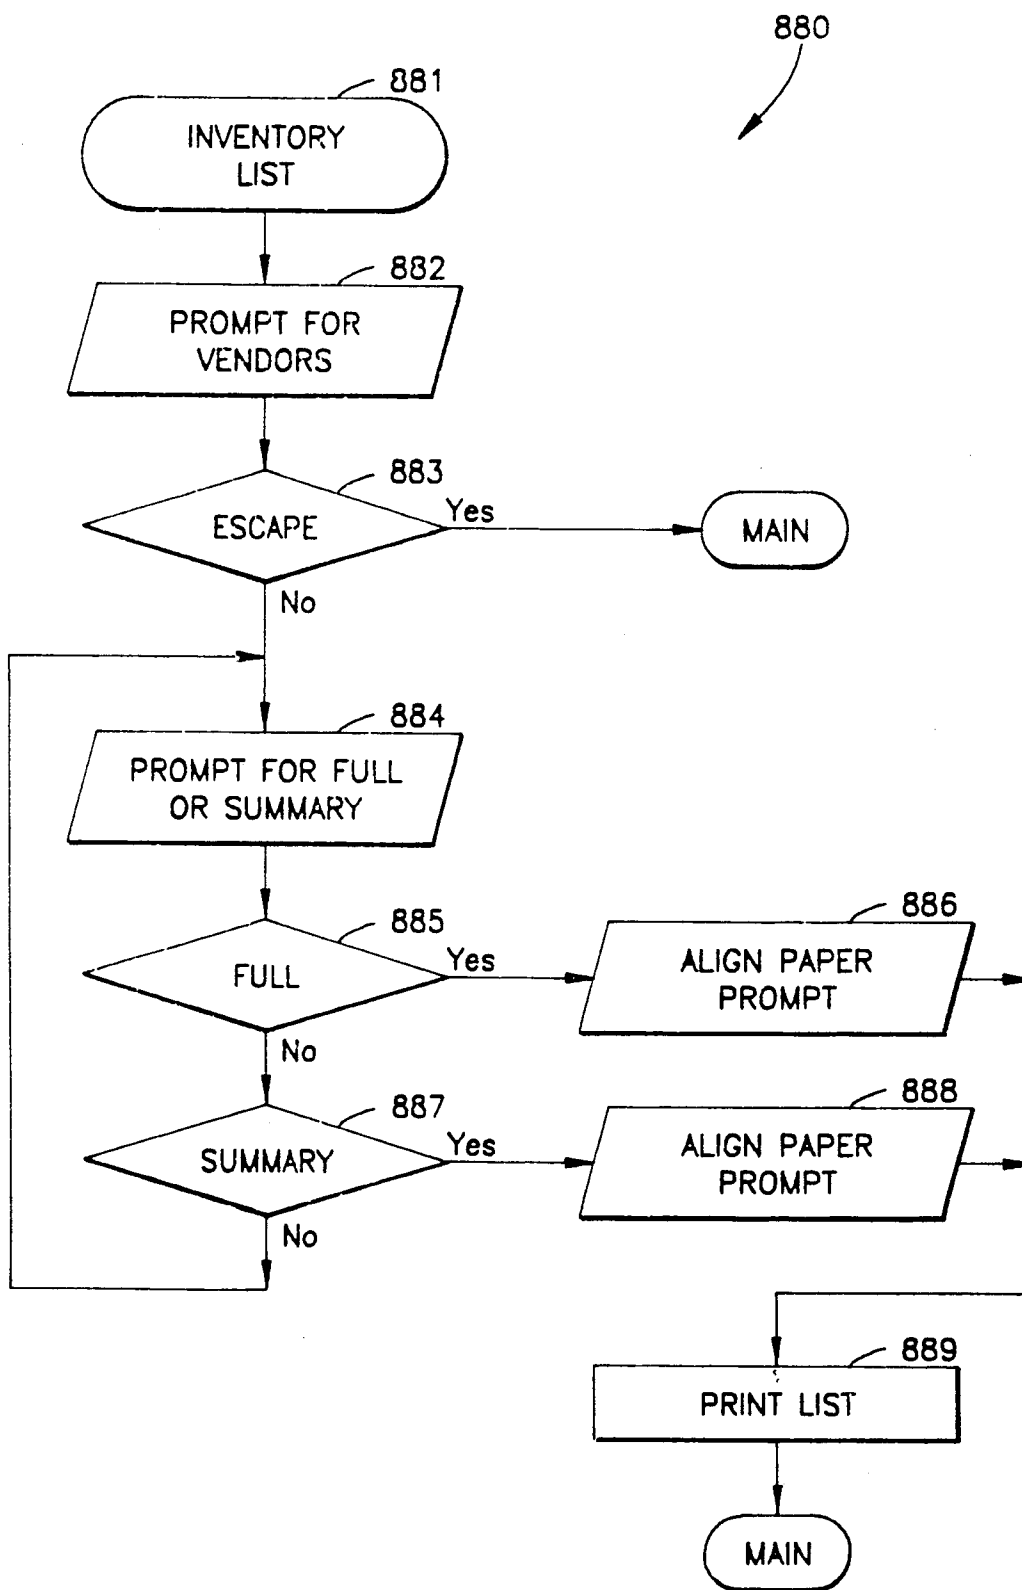 880
881
INVENTORY
LIST
882
PROMPT FOR
VENDORS
883
ESCAPE
Yes
MAIN
No
884
PROMPT FOR FULL
OR SUMMARY
885
FULL
Yes
886
ALIGN PAPER
PROMPT
No
887
SUMMARY
Yes
888
ALIGN PAPER
PROMPT
No
889
PRINT LIST
MAIN